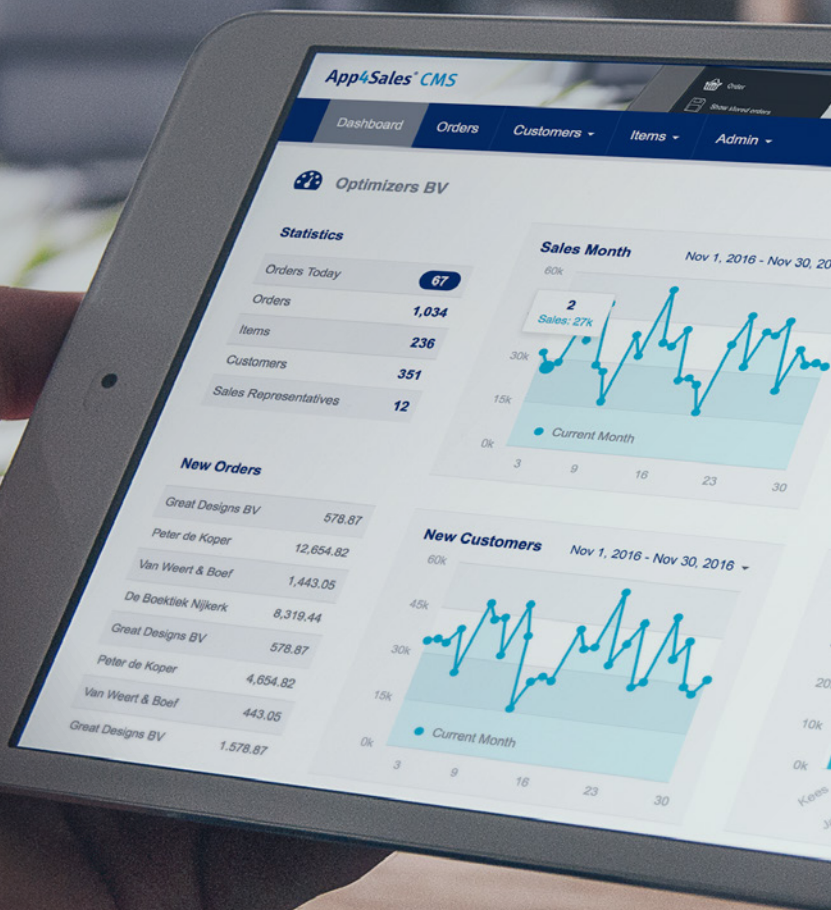 App4Sales® CMS
Order
Show stored orders
Dashboard Orders Customers Items Admin
Optimizers BV
Statistics
Orders Today 67
Orders 1,034
Items 236
Customers 351
Sales Representatives 12
Sales Month Nov 1, 2016 - Nov 30, 20
60k
2
Sales: 27k
30k
15k
0k
Current Month
3 9 16 23 30
New Orders
Great Designs BV 578.87
Peter de Koper 12,654.82
Van Weert & Boef 1,443.05
De Boektiek Nijkerk 8,319.44
Great Designs BV 578.87
Peter de Koper 4,654.82
Van Weert & Boef 443.05
Great Designs BV 1.578.87
New Customers Nov 1, 2016 - Nov 30, 2016
60k
45k
30k
15k
0k
Current Month
3 9 16 23 30
20
10k
0k
Kees